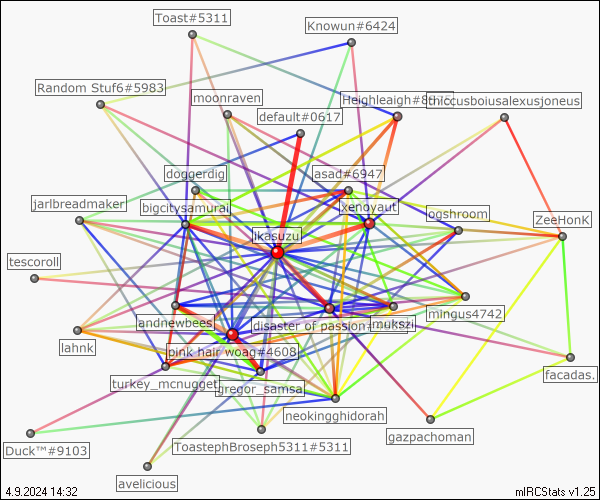 Toast#5311
Knowun#6424
Random Stuf6#5983
moonraven
Heighleigh#8
thiccusboiusalexusjoneus
default#0617
doggerdig
asad#6947
jarlbreadmaker
bigcitysamurai
xenoyaut
ogshroom
ZeeHonK
jikasuzu
tescoroll
andnewbees
disaster of passion
mukszi
mingus4742
lahnk
pink hair woag#4608
turkey_mcnugget
gregor_samsa
facadas.
neokingghidorah
gazpachoman
Duck™#9103
ToastephBroseph5311#5311
avelicious
4.9.2024 14:32
mIRCStats v1.25